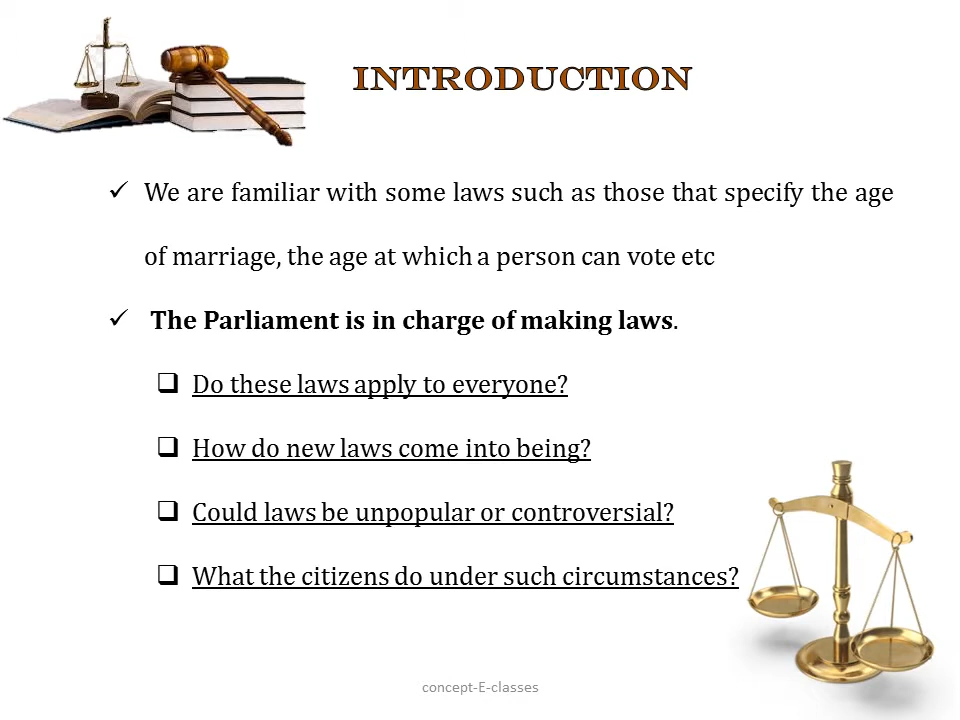 INTRODUCTION
We are familiar with some laws such as those that specify the age
of marriage, the age at which a person can vote etc
The Parliament is in charge of making laws.
Do these laws apply to everyone?
How do new laws come into being?
Could laws be unpopular or controversial?
What the citizens do under such circumstances?
concept-E-classes